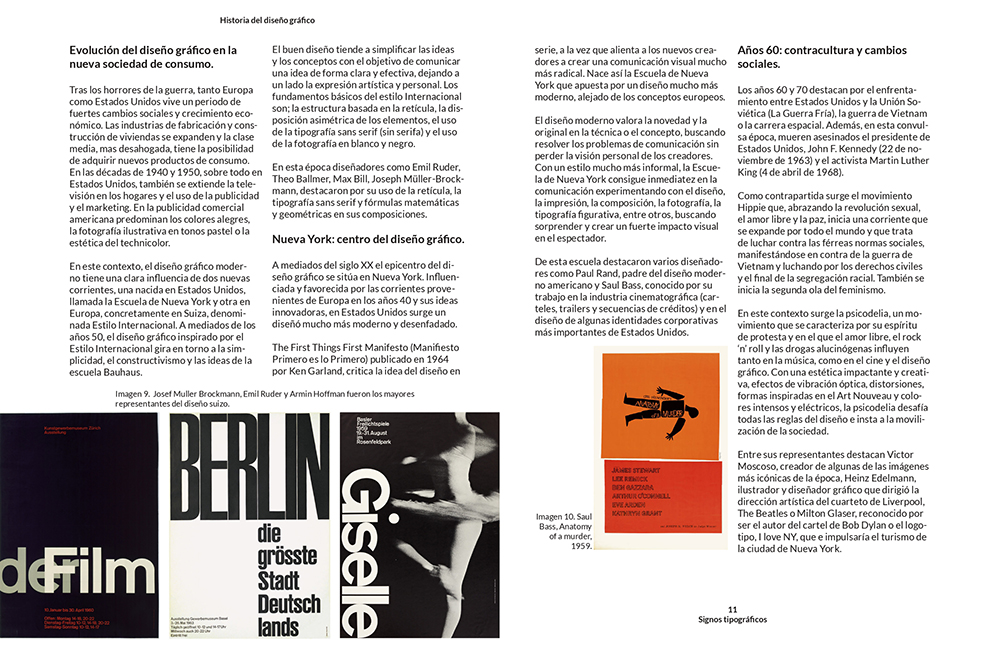 Historia del diseño gráfico
Evolución del diseño gráfico en la
nueva sociedad de consumo.
Tras los horrores de la guerra, tanto Europa
como Estados Unidos vive un periodo de
fuertes cambios sociales y crecimiento eco-
nómico. Las industrias de fabricación y cons-
trucción de viviendas se expanden y la clase
media, mas desahogada, tiene la posibilidad
de adquirir nuevos productos de consumo.
En las décadas de 1940 y 1950, sobre todo en
Estados Unidos, también se extiende la tele-
visión en los hogares y el uso de la publicidad
y el marketing. En la publicidad comercial
americana predominan los colores alegres,
la fotografía ilustrativa en tonos pastel o la
estética del technicolor.
En este contexto, el diseño gráfico moder-
no tiene una clara influencia de dos nuevas
corrientes, una nacida en Estados Unidos,
llamada la Escuela de Nueva York y otra en
Europa, concretamente en Suiza, denomi-
nada Estilo Internacional. A mediados de los
años 50, el diseño gráfico inspirado por el
Estilo Internacional gira en torno a la sim-
plicidad, el constructivismo y las ideas de la
escuela Bauhaus.
El buen diseño tiende a simplificar las ideas
y los conceptos con el objetivo de comunicar
una idea de forma clara y efectiva, dejando a
un lado la expresión artística y personal. Los
fundamentos básicos del estilo Internacional
son; la estructura basada en la retícula, la dis-
posición asimétrica de los elementos, el uso
de la tipografía sans serif (sin serifa) y el uso
de la fotografía en blanco y negro.
En esta época diseñadores como Emil Ruder,
Theo Ballmer, Max Bill, Joseph Müller-Brock-
mann, destacaron por su uso de la retícula, la
tipografía sans serif y fórmulas matemáticas
y geométricas en sus composiciones.
Nueva York: centro del diseño gráfico.
A mediados del siglo XX el epicentro del di-
seño gráfico se sitúa en Nueva York. Influen-
ciada y favorecida por las corrientes prove-
nientes de Europa en los años 40 y sus ideas
innovadoras, en Estados Unidos surge un
diseñó mucho más moderno y desenfadado.
The First Things First Manifesto (Manifiesto
Primero es lo Primero) publicado en 1964
por Ken Garland, critica la idea del diseño en
Imagen 9. Josef Muller Brockmann, Emil Ruder y Armin Hoffman fueron los mayores
representantes del diseño suizo.
Kunstgewerbemuseum Zürich
Ausstellung
der Film
10. Januar bis 30. April 1960
BERLIN
die
grösste
Stadt
Deutsch
lands
Basler
Freilichtspiele
1959
19.-31. August
im
Rosenfeldpark
Giselle
serie, a la vez que alienta a los nuevos crea-
dores a crear una comunicación visual mucho
más radical. Nace así la Escuela de Nueva
York que apuesta por un diseño mucho más
moderno, alejado de los conceptos europeos.
El diseño moderno valora la novedad y la
original en la técnica o el concepto, buscando
resolver los problemas de comunicación sin
perder la visión personal de los creadores.
Con un estilo mucho más informal, la Escue-
la de Nueva York consigue inmediatez en la
comunicación experimentando con el diseño,
la impresión, la composición, la fotografía, la
tipografía figurativa, entre otros, buscando
sorprender y crear un fuerte impacto visual
en el espectador.
De esta escuela destacaron varios diseñado-
res como Paul Rand, padre del diseño moder-
no americano y Saul Bass, conocido por su
trabajo en la industria cinematográfica (car-
teles, trailers y secuencias de créditos) y en el
diseño de algunas identidades corporativas
más importantes de Estados Unidos.
MURDER
JAMES STEWART
LEE REMICK
BEN GAZZARA
ARTHUR O'CONNELL
EVE ARDEN
KATHRYN GRANT
Imagen 10. Saul
Bass, Anatomy
of a murder,
1959.
Años 60: contracultura y cambios
sociales.
Los años 60 y 70 destacan por el enfrenta-
miento entre Estados Unidos y la Unión So-
viética (La Guerra Fría), la guerra de Vietnam
o la carrera espacial. Además, en esta convul-
sa época, mueren asesinados el presidente de
Estados Unidos, John F. Kennedy (22 de no-
viembre de 1963) y el activista Martin Luther
King (4 de abril de 1968).
Como contrapartida surge el movimiento
Hippie que, abrazando la revolución sexual,
el amor libre y la paz, inicia una corriente que
se expande por todo el mundo y que trata
de luchar contra las férreas normas sociales,
manifestándose en contra de la guerra de
Vietnam y luchando por los derechos civiles
y el final de la segregación racial. También se
inicia la segunda ola del feminismo.
En este contexto surge la psicodelia, un mo-
vimiento que se caracteriza por su espíritu
de protesta y en el que el amor libre, el rock
'n' roll y las drogas alucinógenas influyen
tanto en la música, como en el cine y el diseño
gráfico. Con una estética impactante y creati-
va, efectos de vibración óptica, distorsiones,
formas inspiradas en el Art Nouveau y colo-
res intensos y eléctricos, la psicodelia desafía
todas las reglas del diseño e insta a la movili-
zación de la sociedad.
Entre sus representantes destacan Victor
Moscoso, creador de algunas de las imágenes
más icónicas de la época, Heinz Edelmann,
ilustrador y diseñador gráfico que dirigió la
dirección artística del cuarteto de Liverpool,
The Beatles o Milton Glaser, reconocido por
ser el autor del cartel de Bob Dylan o el logo-
tipo, I love NY, que e impulsaría el turismo de
la ciudad de Nueva York.
11
Signos tipográficos